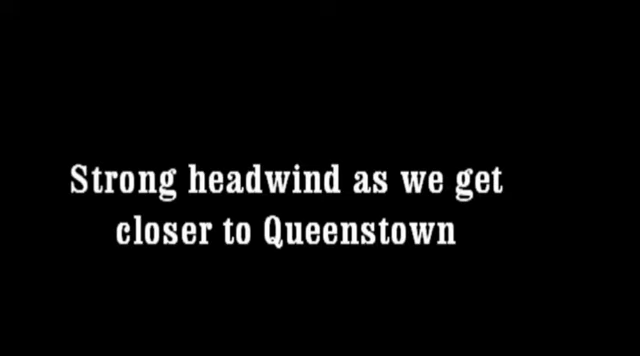 Strong headwind as we get
closer to Queenstown